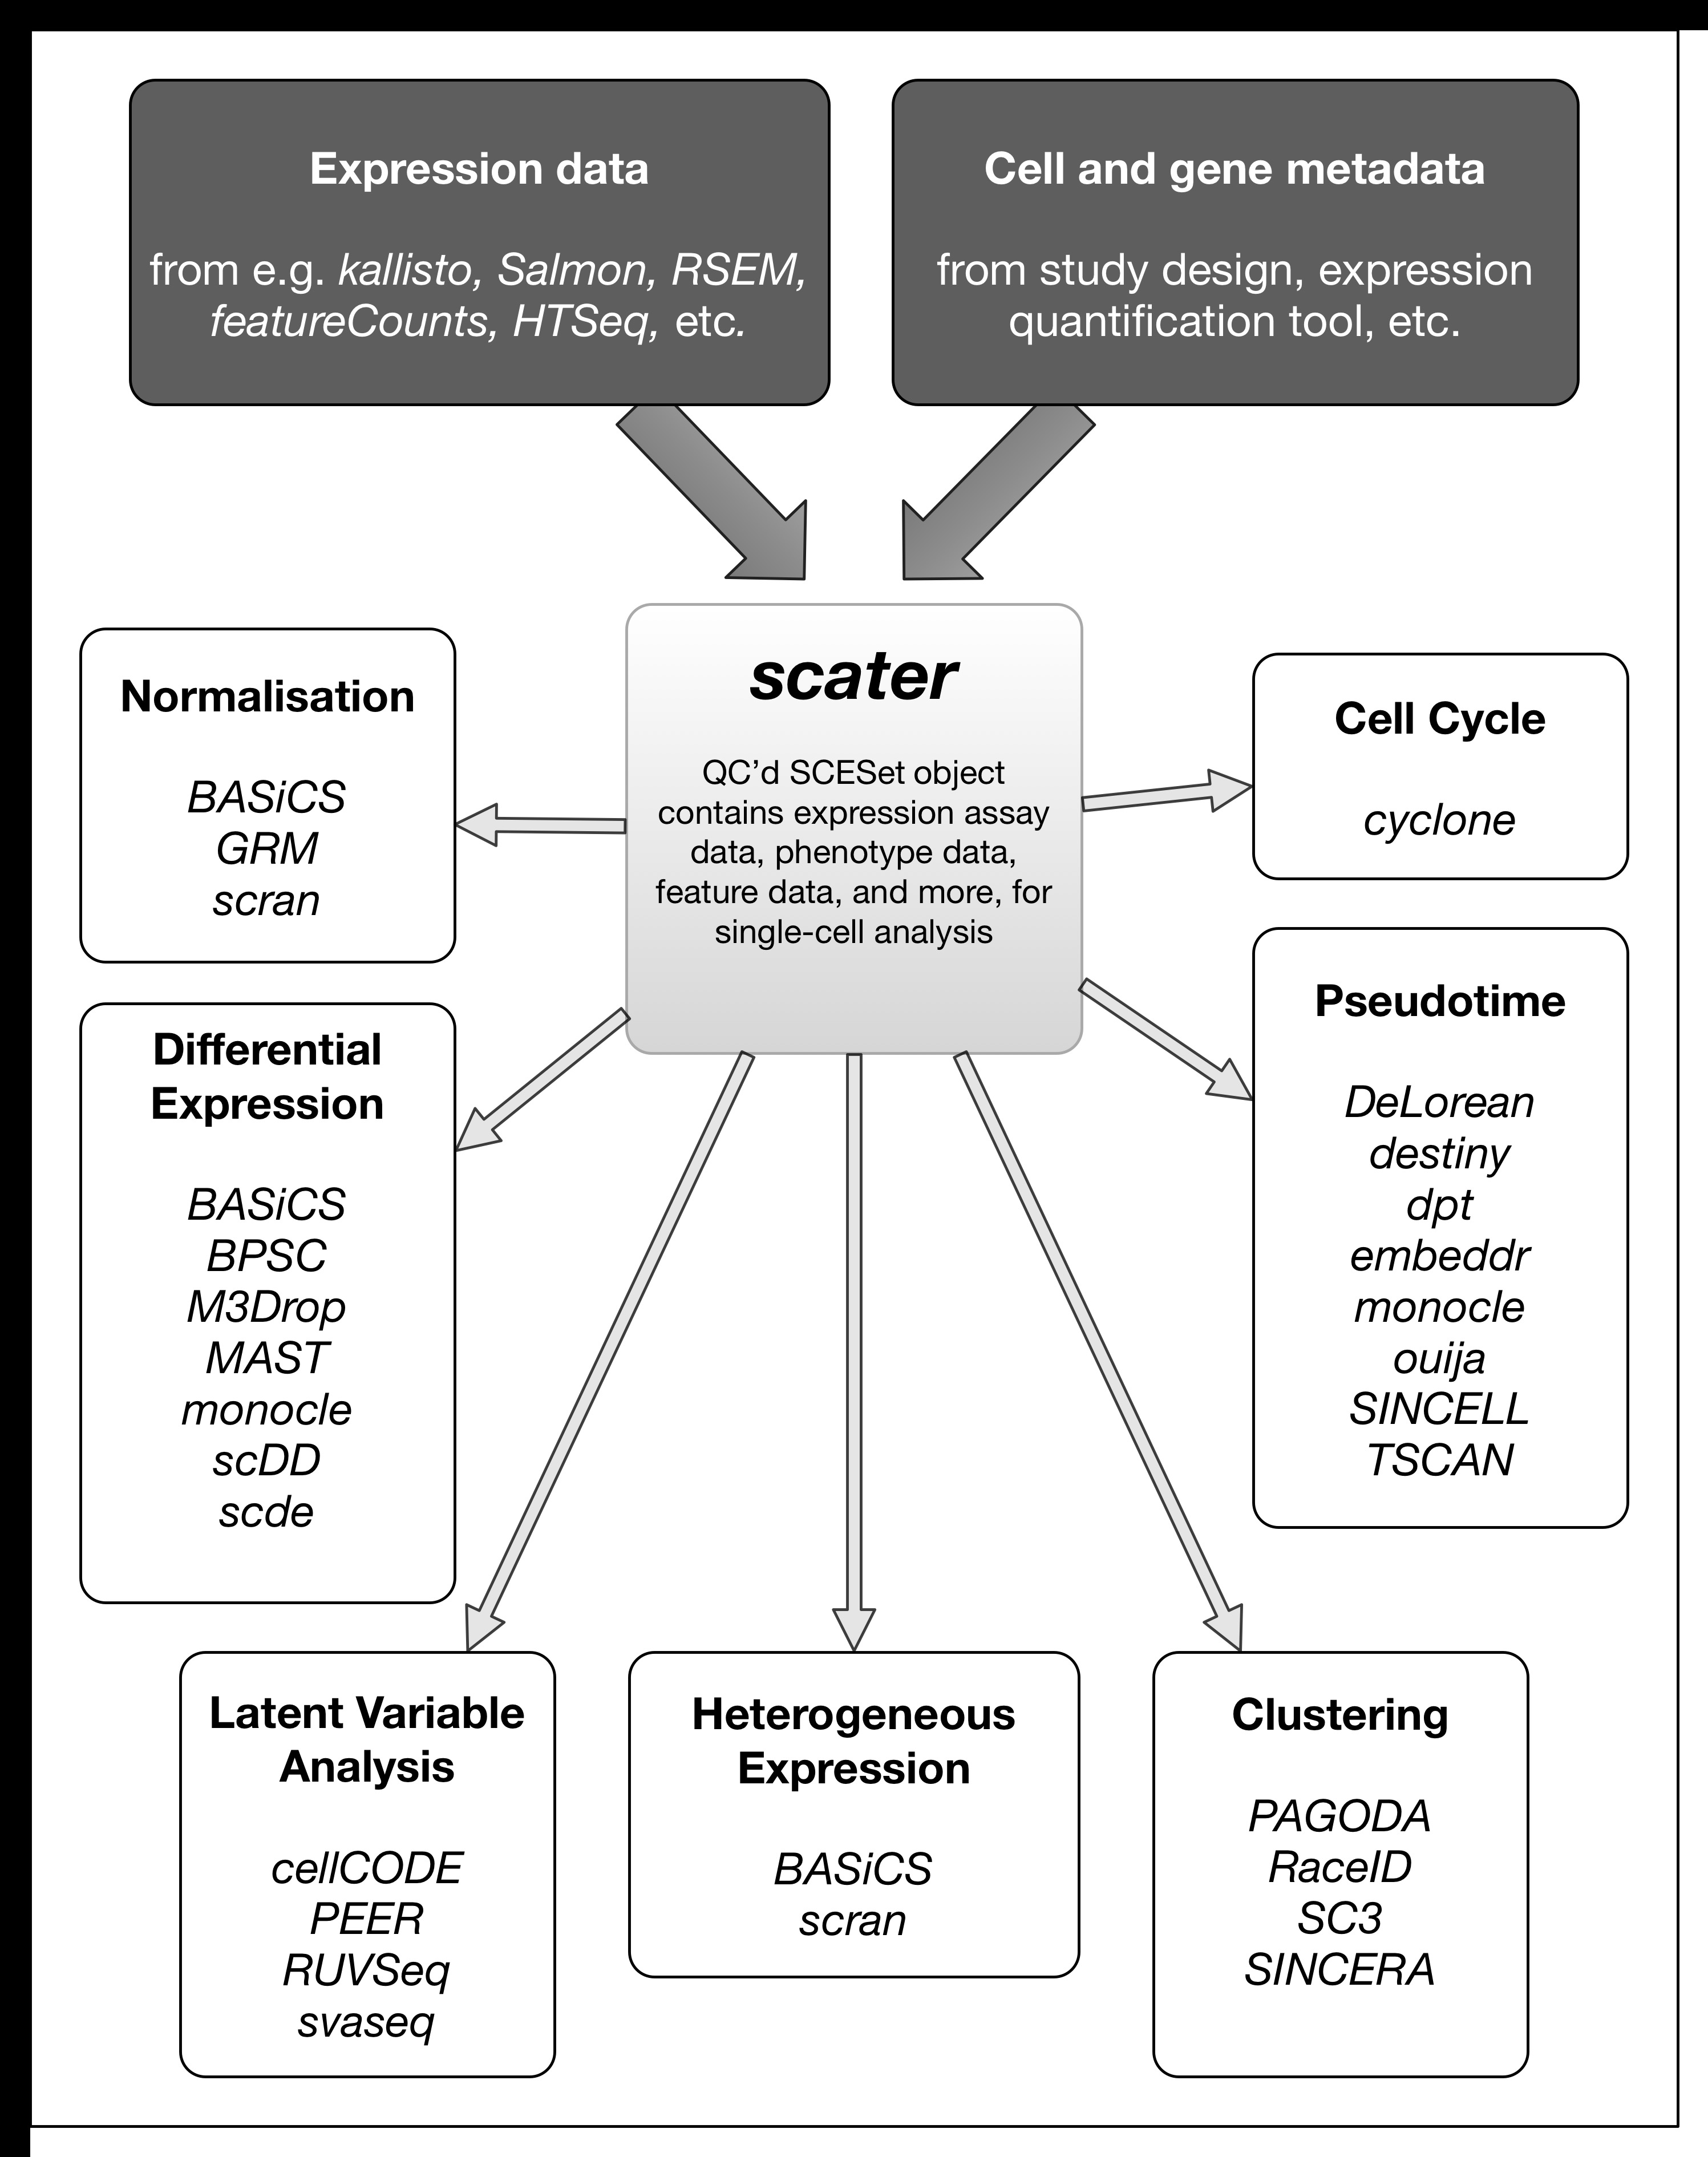 Expression data
from e.g. kallisto, Salmon, RSEM,
featureCounts, HTSeq, etc.
Cell and gene metadata
from study design, expression
quantification tool, etc.
scater
QC’d SCESet object
contains expression assay
data, phenotype data,
feature data, and more, for
single-cell analysis
Normalisation
BASiCS
GRM
scran
Cell Cycle
cyclone
Differential
Expression
BASiCS
BPSC
M3Drop
MAST
monocle
scDD
scde
Pseudotime
DeLorean
destiny
dpt
embeddr
monocle
ouija
SINCELL
TSCAN
Latent Variable
Analysis
cellCODE
PEER
RUVSeq
svaseq
Heterogeneous
Expression
BASiCS
scran
Clustering
PAGODA
RaceID
SC3
SINCERA